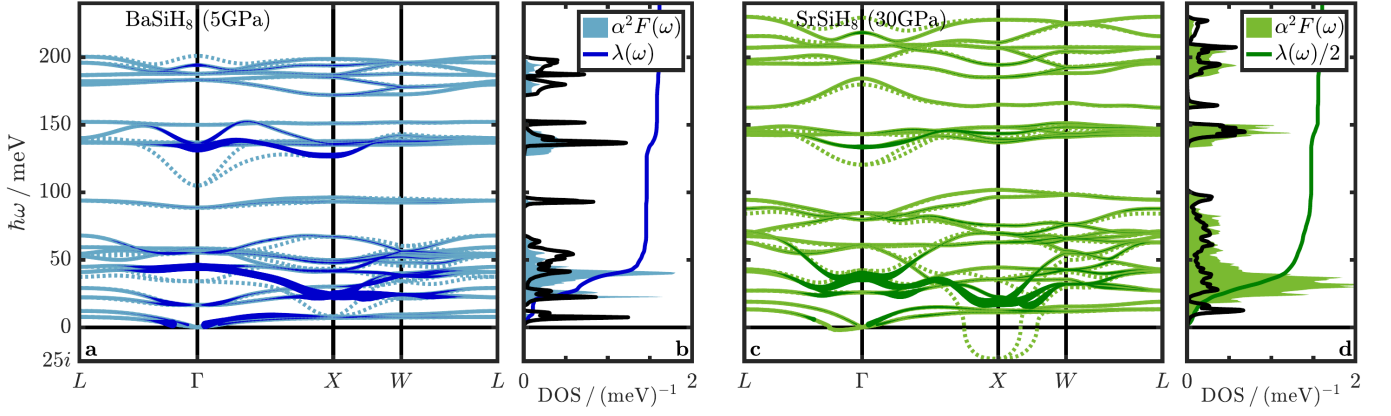 BaSiH₈ (5GPa)
α²F(ω)
λ(ω)
SrSiH₈ (30GPa)
α²F(ω)
λ(ω)/2
ħω / meV
200
150
100
50
0
25i
a
b
c
d
L Γ X W L
0 2
DOS / (meV)⁻¹
L Γ X W L
0 2
DOS / (meV)⁻¹